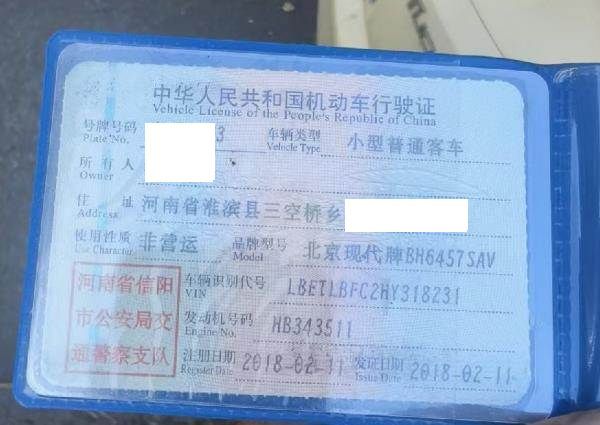 中华人民共和国机动车行驶证
Vehicle License of the People's Republic of China
号牌号码 3 车辆类型 小型普通客车
Plate No. Vehicle Type
所有人
Owner
住址 河南省淮滨县三空桥乡
Address
使用性质 非营运 品牌型号 北京现代牌BH6457SAV
Use Character Model
河南省信阳 车辆识别代号 LBETLBFC2HY318231
VIN
市公安局交 发动机号码 HB343511
Engine No.
通警察支队 注册日期 2018-02-11 发证日期 2018-02-11
Register Date Issue Date